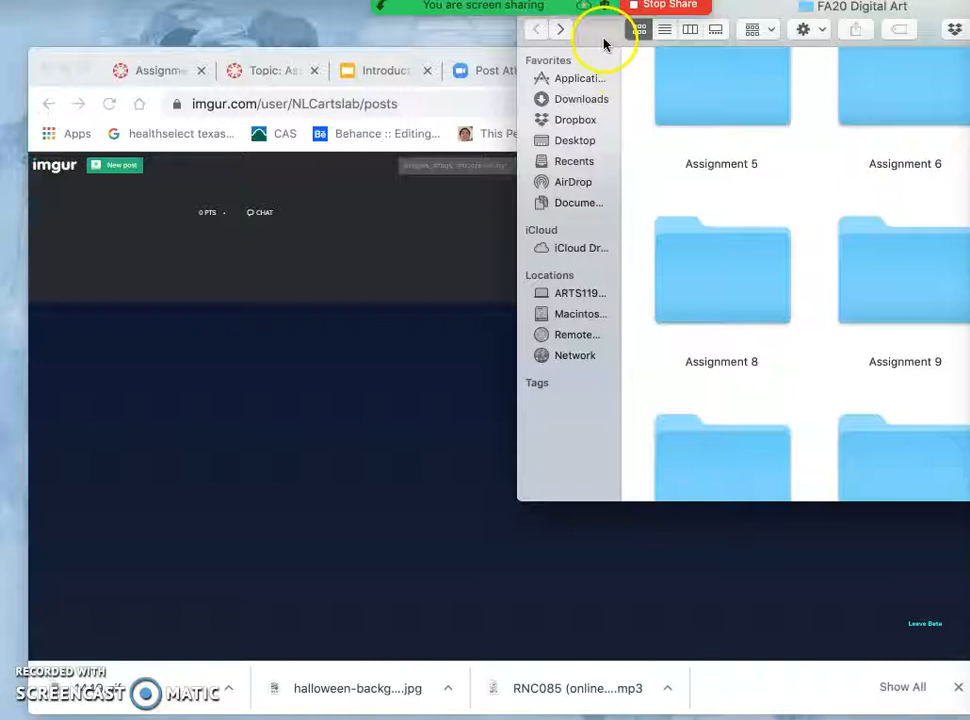 You are screen sharing
Stop Share
FA20 Digital Art
Assignme
Topic: As
Introduct
Post Att
imgur.com/user/NLCartslab/posts
Apps
healthselect texas...
CAS
Behance :: Editing...
This Pe
imgur
New post
0 PTS
CHAT
Favorites
Applicati...
Downloads
Dropbox
Desktop
Recents
AirDrop
Docume...
iCloud
iCloud Dr...
Locations
ARTS119...
Macintos...
Remote...
Network
Tags
Assignment 5
Assignment 6
Assignment 8
Assignment 9
Leave Beta
RECORDED WITH
SCREENCAST MATIC
halloween-backg....jpg
RNC085 (online....mp3
Show All